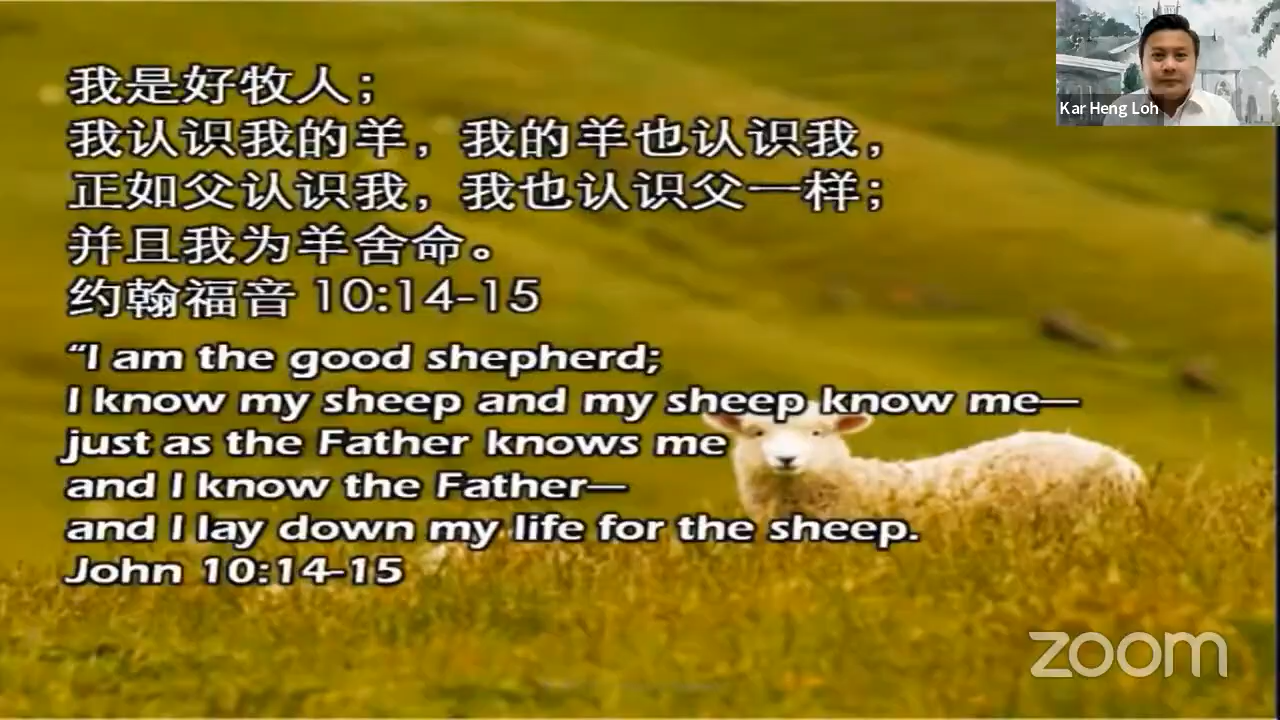 我是好牧人；
我认识我的羊，我的羊也认识我，
正如父认识我，我也认识父一样；
并且我为羊舍命。
约翰福音 10:14-15
“I am the good shepherd;
I know my sheep and my sheep know me—
just as the Father knows me
and I know the Father—
and I lay down my life for the sheep.
John 10:14-15
Kar Heng Loh
zoom